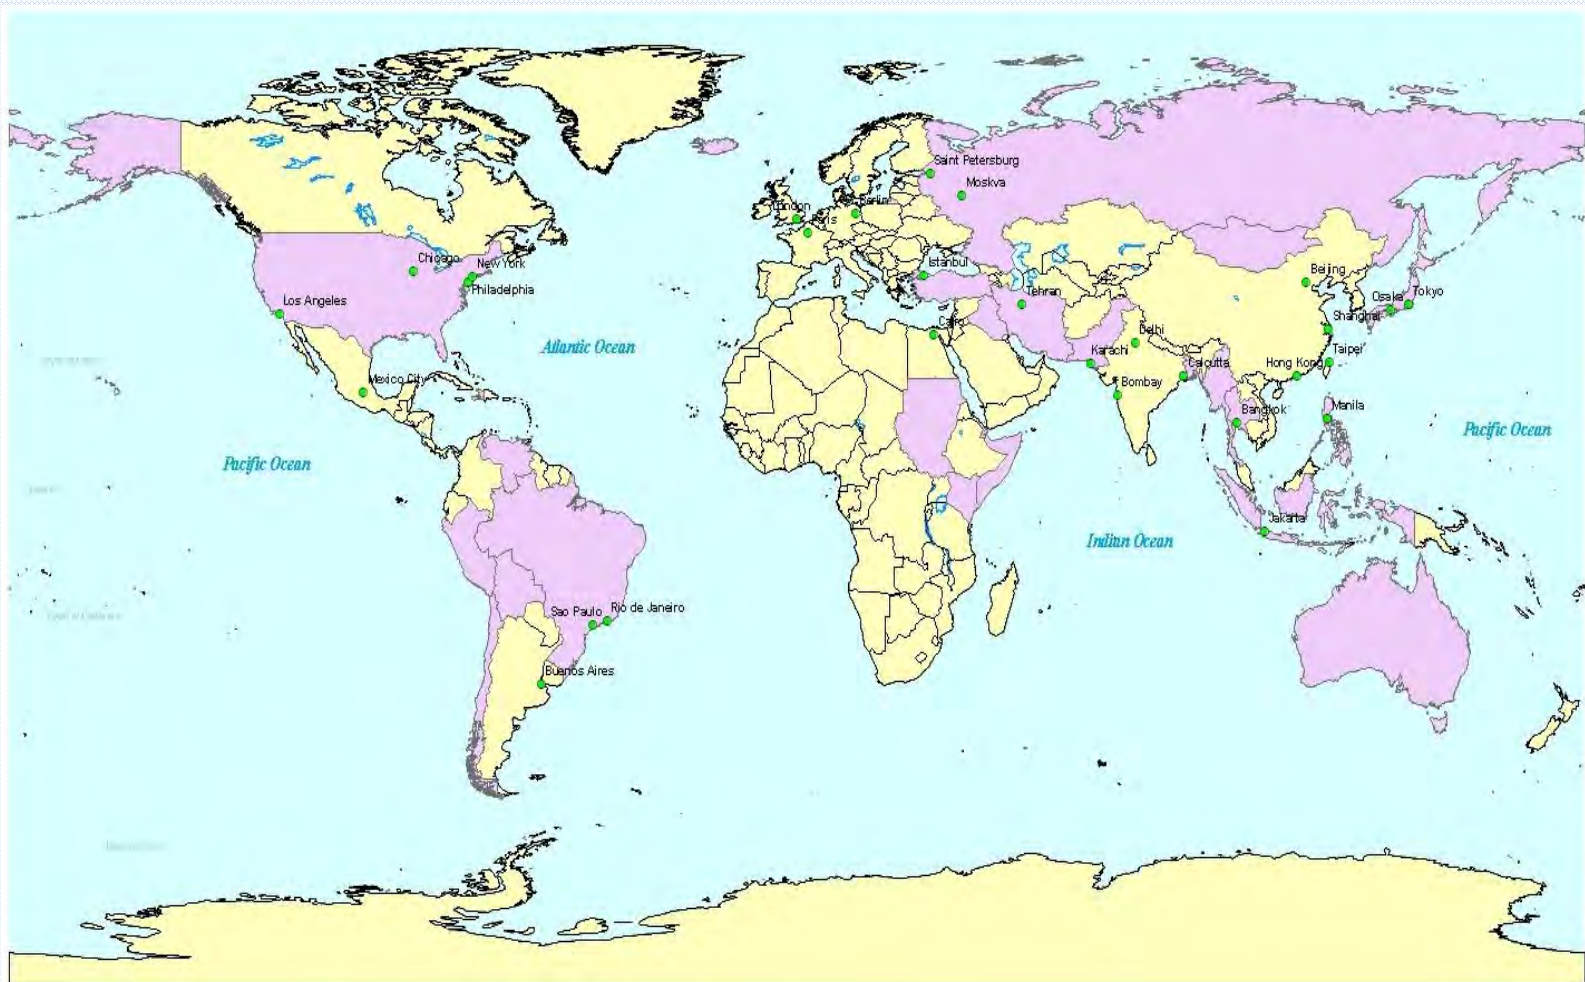 Saint Petersburg
Moskva
London
Berlin
Paris
Chicago
New York
Istanbul
Beijing
Philadelphia
Los Angeles
Tehran
Osaka
Tokyo
Shanghai
Cairo
Delhi
Atlantic Ocean
Karachi
Taipei
Calcutta
Hong Kong
Mexico City
Bombay
Manila
Bangkok
Pacific Ocean
Pacific Ocean
Jakarta
Indian Ocean
Sao Paulo
Rio de Janeiro
Buenos Aires